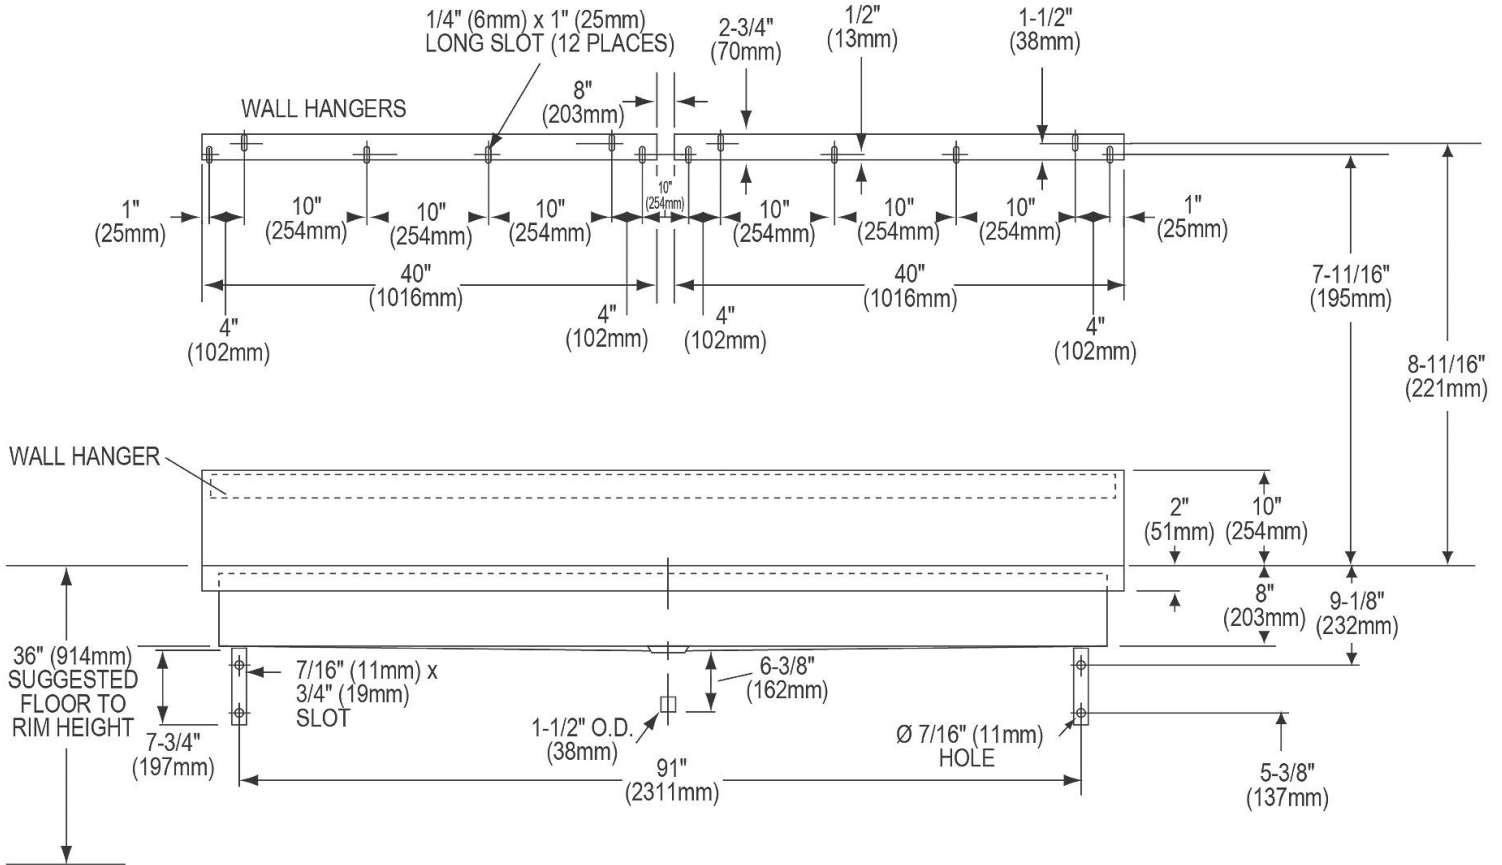 1/4" (6mm) x 1" (25mm)
LONG SLOT (12 PLACES)
2-3/4"
(70mm)
1/2"
(13mm)
1-1/2"
(38mm)
WALL HANGERS
8"
(203mm)
1"
(25mm)
10"
(254mm)
10"
(254mm)
10"
(254mm)
10"
(254mm)
10"
(254mm)
10"
(254mm)
10"
(254mm)
1"
(25mm)
40"
(1016mm)
40"
(1016mm)
4"
(102mm)
4"
(102mm)
4"
(102mm)
4"
(102mm)
7-11/16"
(195mm)
8-11/16"
(221mm)
WALL HANGER
2"
(51mm)
10"
(254mm)
8"
(203mm)
9-1/8"
(232mm)
36" (914mm)
SUGGESTED
FLOOR TO
RIM HEIGHT
7-3/4"
(197mm)
7/16" (11mm) x
3/4" (19mm)
SLOT
6-3/8"
(162mm)
1-1/2" O.D.
(38mm)
Ø 7/16" (11mm)
HOLE
91"
(2311mm)
5-3/8"
(137mm)